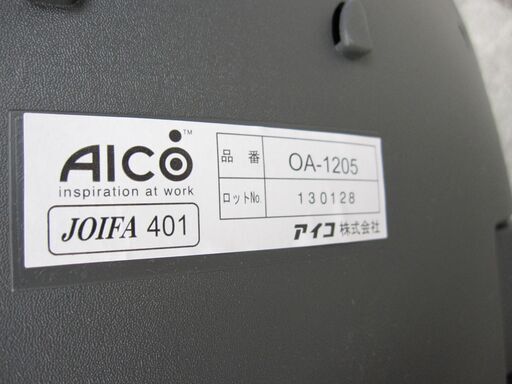 AICO™
inspiration at work
JOIFA 401
品番 OA-1205
ロットNo. 130128
アイコ株式会社